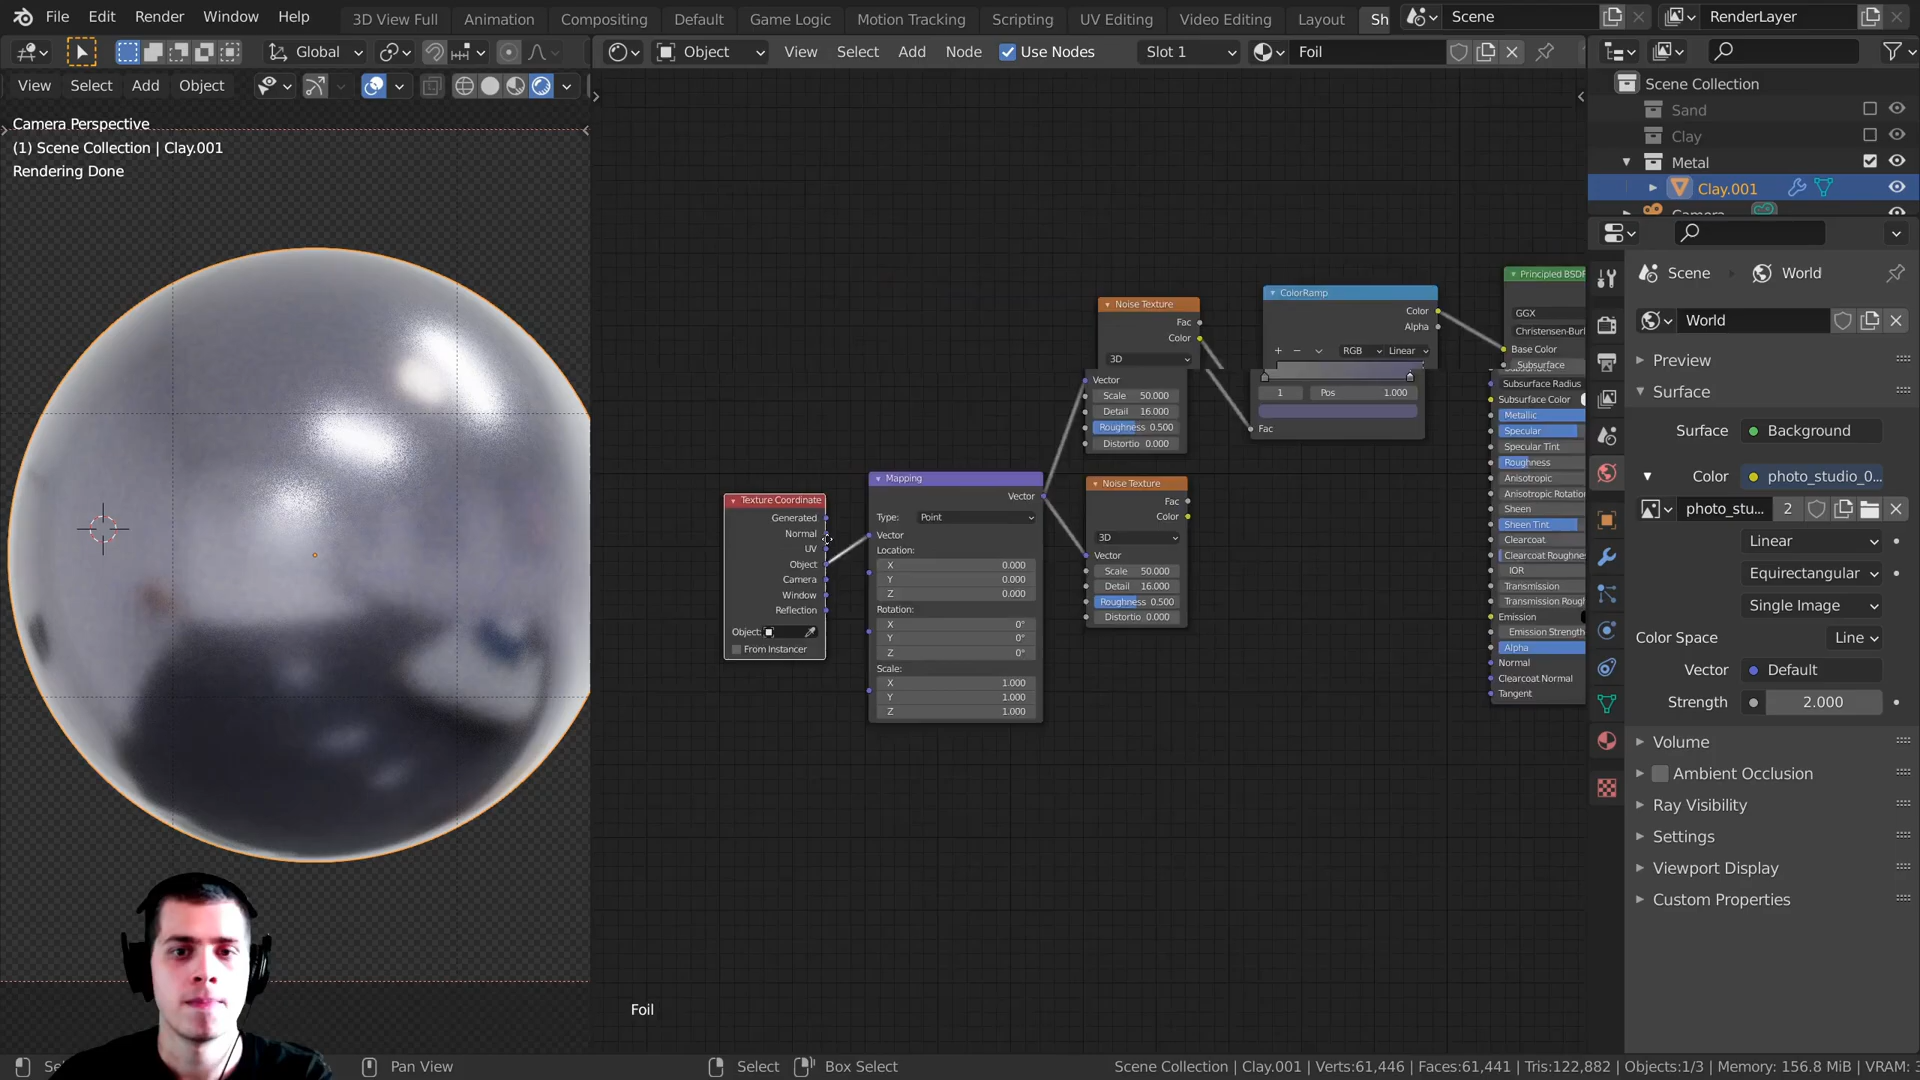 File Edit Render Window Help 3D View Full Animation Compositing Default Game Logic Motion Tracking Scripting UV Editing Video Editing Layout Sh Scene RenderLayer
Global Object View Select Add Node Use Nodes Slot 1 Foil
View Select Add Object
Camera Perspective
(1) Scene Collection | Clay.001
Rendering Done
Texture Coordinate
Generated
Normal
UV
Object
Camera
Window
Reflection
Object:
From Instancer
Mapping
Vector
Type: Point
Vector
Location:
X 0.000
Y 0.000
Z 0.000
Rotation:
X 0°
Y 0°
Z 0°
Scale:
X 1.000
Y 1.000
Z 1.000
Noise Texture
Fac
Color
3D
Vector
Scale 50.000
Detail 16.000
Roughness 0.500
Distortio 0.000
Noise Texture
Fac
Color
3D
Vector
Scale 50.000
Detail 16.000
Roughness 0.500
Distortio 0.000
ColorRamp
Color
Alpha
+ − RGB Linear
1 Pos 1.000
Fac
Principled BSDF
GGX
Christensen-Burl
Base Color
Subsurface
Subsurface Radius
Subsurface Color
Metallic
Specular
Specular Tint
Roughness
Anisotropic
Anisotropic Rotation
Sheen
Sheen Tint
Clearcoat
Clearcoat Roughne
IOR
Transmission
Transmission Rough
Emission
Emission Strength
Alpha
Normal
Clearcoat Normal
Tangent
Foil
Scene Collection
Sand
Clay
Metal
Clay.001
Scene World
World
Preview
Surface
Surface Background
Color photo_studio_0...
photo_stu... 2
Linear
Equirectangular
Single Image
Color Space Line
Vector Default
Strength 2.000
Volume
Ambient Occlusion
Ray Visibility
Settings
Viewport Display
Custom Properties
Pan View Select Box Select Scene Collection | Clay.001 | Verts:61,446 | Faces:61,441 | Tris:122,882 | Objects:1/3 | Memory: 156.8 MiB | VRAM: